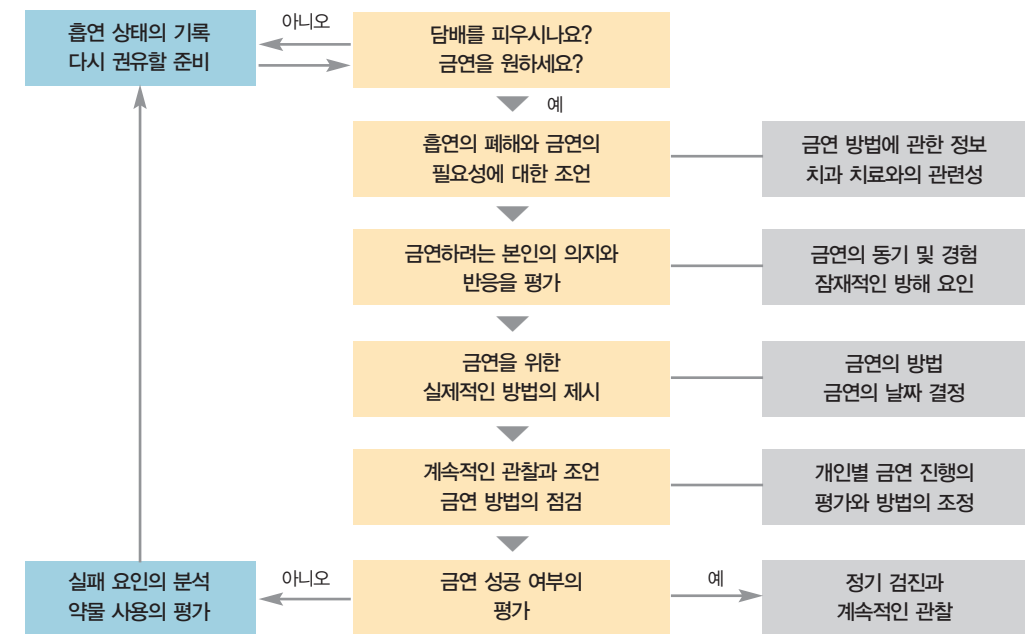 흡연 상태의 기록
다시 권유할 준비
아니오
담배를 피우시나요?
금연을 원하세요?
예
흡연의 폐해와 금연의
필요성에 대한 조언
금연 방법에 관한 정보
치과 치료와의 관련성
금연하려는 본인의 의지와
반응을 평가
금연의 동기 및 경험
잠재적인 방해 요인
금연을 위한
실제적인 방법의 제시
금연의 방법
금연의 날짜 결정
계속적인 관찰과 조언
금연 방법의 점검
개인별 금연 진행의
평가와 방법의 조정
실패 요인의 분석
약물 사용의 평가
아니오
금연 성공 여부의
평가
예
정기 검진과
계속적인 관찰